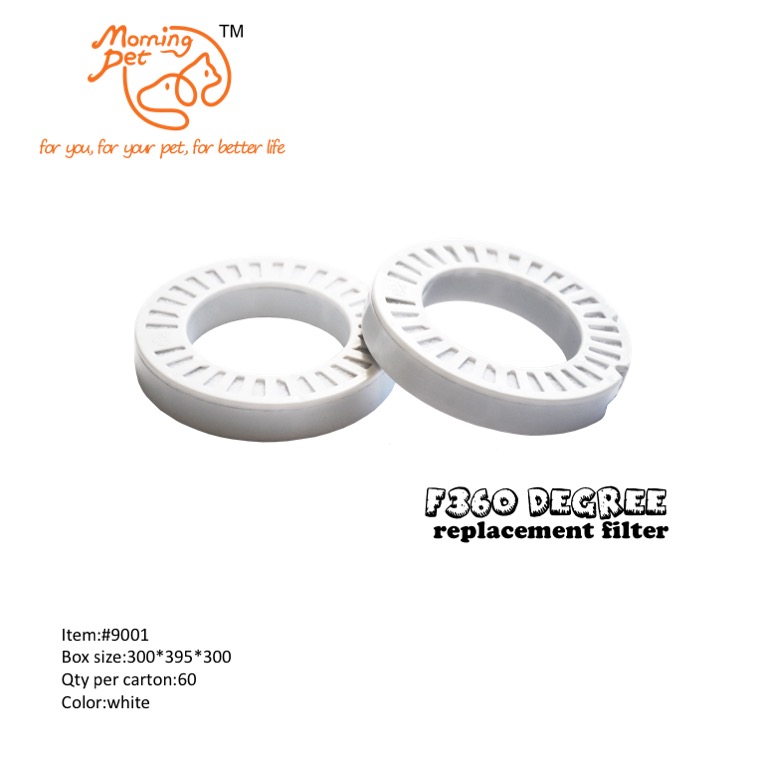 Morning
Pet
TM
for you, for your pet, for better life
F360 DEGREE
replacement filter
Item:#9001
Box size:300*395*300
Qty per carton:60
Color:white